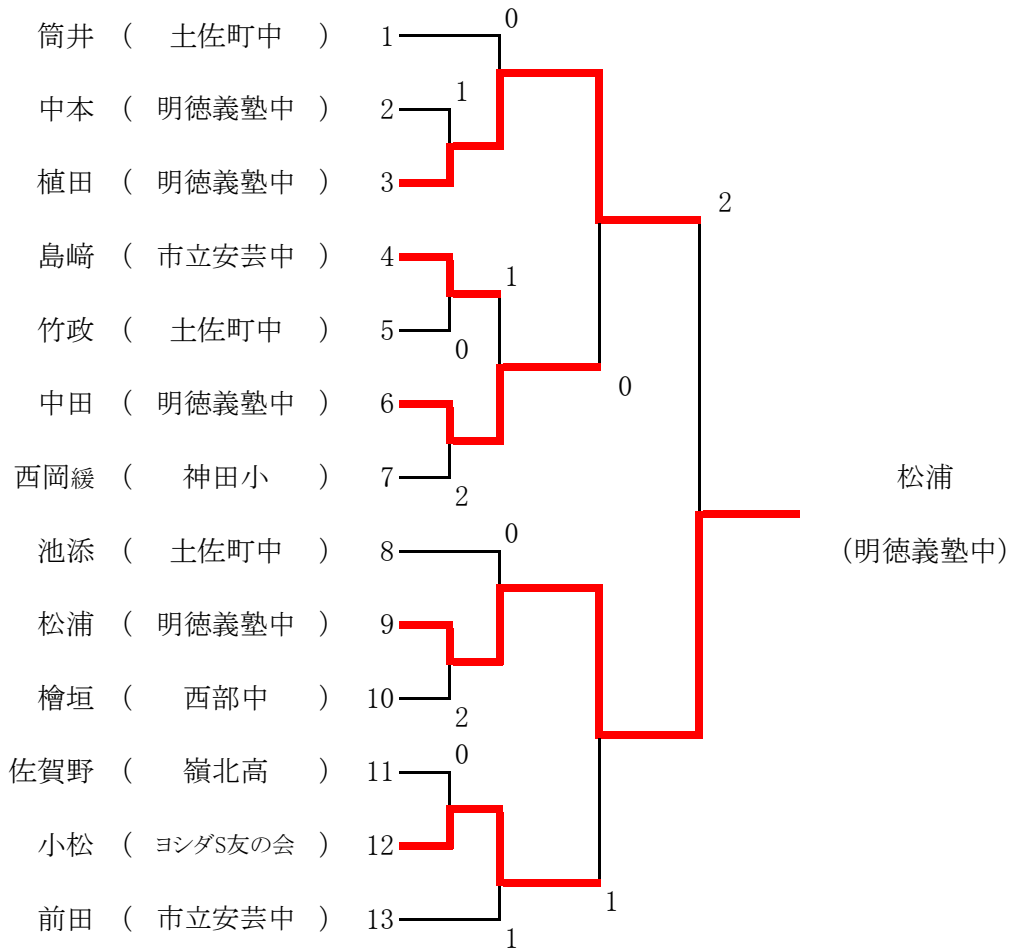 0
筒井 ( 土佐町中 ) 1
1
中本 ( 明徳義塾中 ) 2
植田 ( 明徳義塾中 ) 3
2
島﨑 ( 市立安芸中 ) 4
1
竹政 ( 土佐町中 ) 5
0
0
中田 ( 明徳義塾中 ) 6
西岡緩 ( 神田小 ) 7
2
松浦
(明徳義塾中)
0
池添 ( 土佐町中 ) 8
松浦 ( 明徳義塾中 ) 9
檜垣 ( 西部中 ) 10
2
0
佐賀野 ( 嶺北高 ) 11
小松 ( ヨシダS友の会 ) 12
1
前田 ( 市立安芸中 ) 13
1